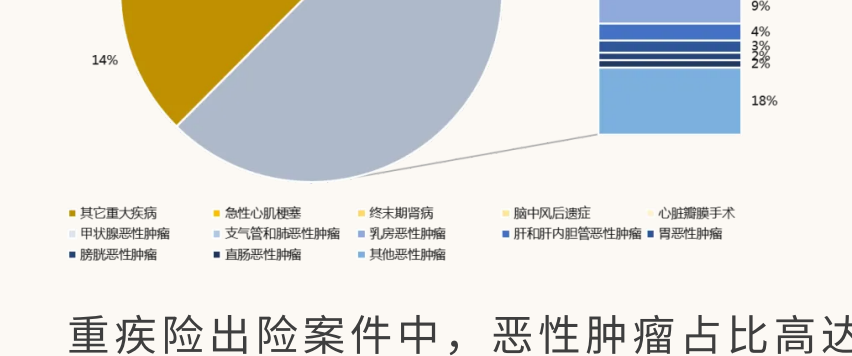 9%
14%
4%
3%
2%
2%
18%
其它重大疾病 急性心肌梗塞 终末期肾病 脑中风后遗症 心脏瓣膜手术
甲状腺恶性肿瘤 支气管和肺恶性肿瘤 乳房恶性肿瘤 肝和肝内胆管恶性肿瘤 胃恶性肿瘤
膀胱恶性肿瘤 直肠恶性肿瘤 其他恶性肿瘤
重疾险出险案件中，恶性肿瘤占比高达